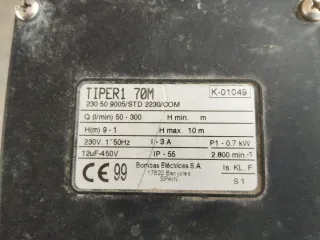 TIPER1 70M K-01049
230 50 9005/STD 2230/COM
Q (l/min) 50 - 300 H min. m
H(m) 9 - 1 H max. 10 m
230V. 1~50Hz I - 3 A P1 - 0.7 kW
12uF-450V IP - 55 2.800 min-1
CE 99 Bombas Eléctricas S.A. Is. KL. F
17820 Banyoles
SPAIN S 1